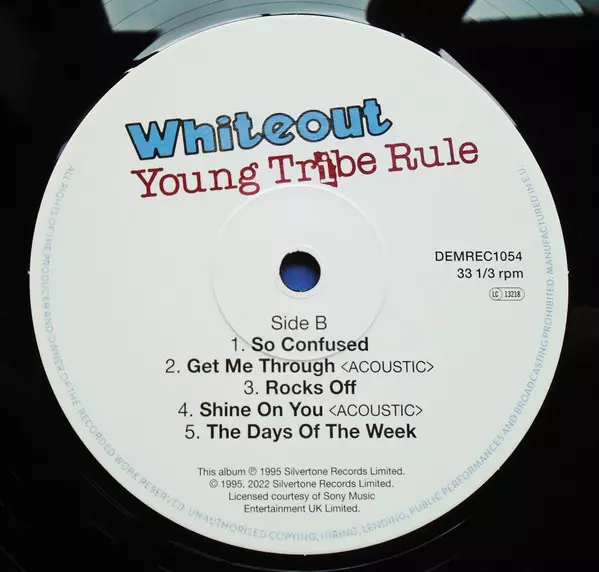 Whiteout
Young Tribe Rule
DEMREC1054
33 1/3 rpm
LC 13218
Side B
1. So Confused
2. Get Me Through <ACOUSTIC>
3. Rocks Off
4. Shine On You <ACOUSTIC>
5. The Days Of The Week
This album ℗ 1995 Silvertone Records Limited.
© 1995, 2022 Silvertone Records Limited.
Licensed courtesy of Sony Music
Entertainment UK Limited.
ALL RIGHTS OF THE PRODUCER AND OWNER OF THE RECORDED WORK RESERVED. UNAUTHORISED COPYING, HIRING, LENDING, PUBLIC PERFORMANCES AND BROADCASTING PROHIBITED. MANUFACTURED IN E.U.